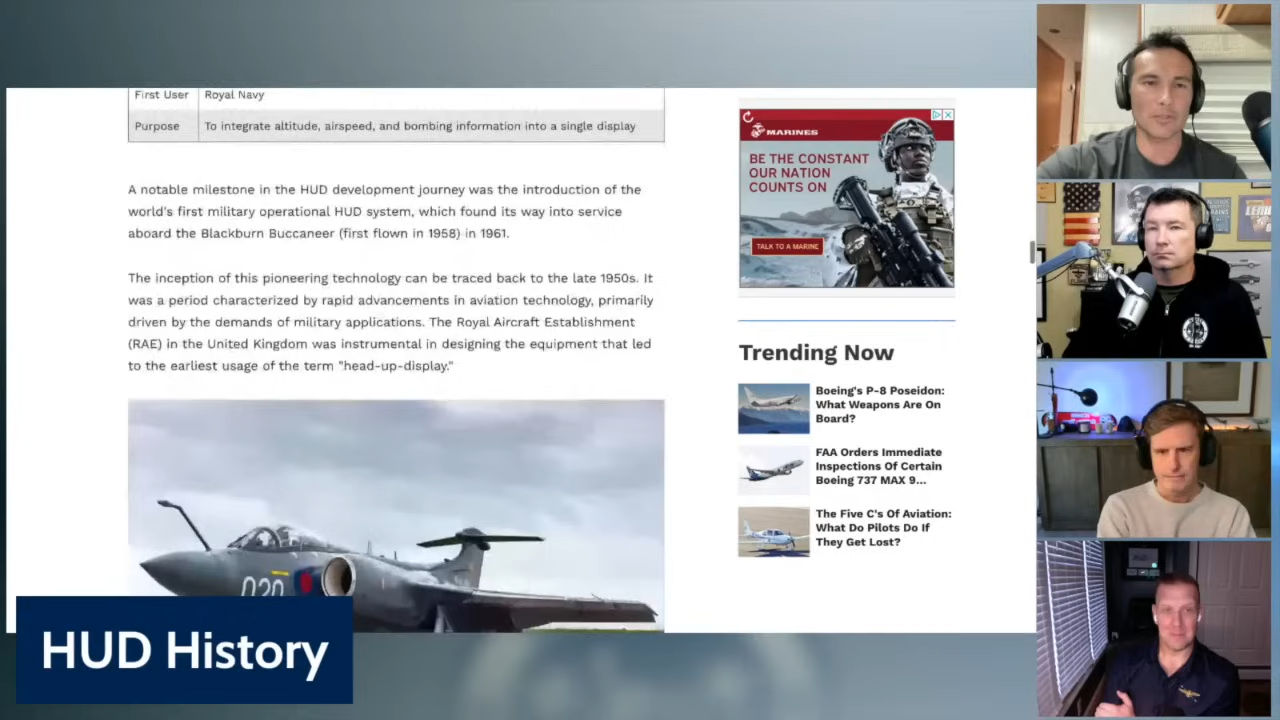 First User Royal Navy
Purpose To integrate altitude, airspeed, and bombing information into a single display
A notable milestone in the HUD development journey was the introduction of the
world's first military operational HUD system, which found its way into service
aboard the Blackburn Buccaneer (first flown in 1958) in 1961.
The inception of this pioneering technology can be traced back to the late 1950s. It
was a period characterized by rapid advancements in aviation technology, primarily
driven by the demands of military applications. The Royal Aircraft Establishment
(RAE) in the United Kingdom was instrumental in designing the equipment that led
to the earliest usage of the term "head-up-display."
020
MARINES
BE THE CONSTANT
OUR NATION
COUNTS ON
TALK TO A MARINE
Trending Now
Boeing's P-8 Poseidon:
What Weapons Are On
Board?
FAA Orders Immediate
Inspections Of Certain
Boeing 737 MAX 9...
The Five C's Of Aviation:
What Do Pilots Do If
They Get Lost?
HUD History